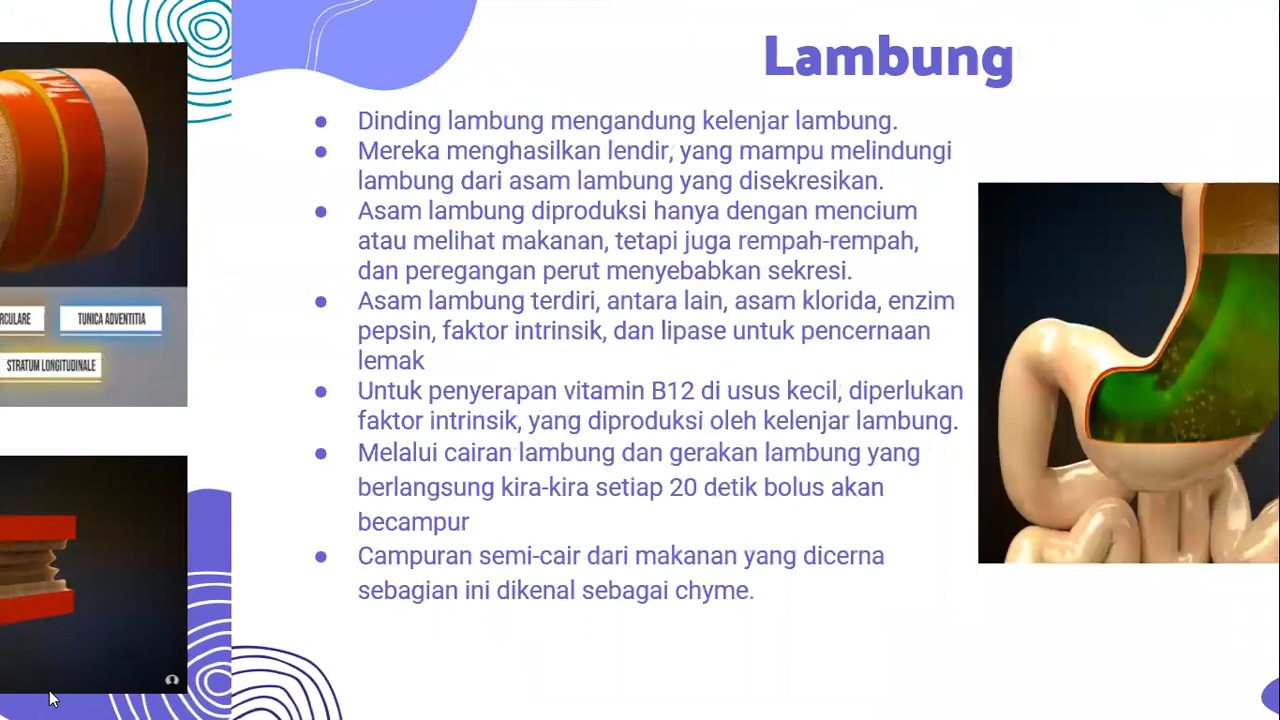 Lambung
Dinding lambung mengandung kelenjar lambung.
Mereka menghasilkan lendir, yang mampu melindungi
lambung dari asam lambung yang disekresikan.
Asam lambung diproduksi hanya dengan mencium
atau melihat makanan, tetapi juga rempah-rempah,
dan peregangan perut menyebabkan sekresi.
Asam lambung terdiri, antara lain, asam klorida, enzim
pepsin, faktor intrinsik, dan lipase untuk pencernaan
lemak
Untuk penyerapan vitamin B12 di usus kecil, diperlukan
faktor intrinsik, yang diproduksi oleh kelenjar lambung.
Melalui cairan lambung dan gerakan lambung yang
berlangsung kira-kira setiap 20 detik bolus akan
becampur
Campuran semi-cair dari makanan yang dicerna
sebagian ini dikenal sebagai chyme.
RCULARE
TUNICA ADVENTITIA
STRATUM LONGITUDINALE